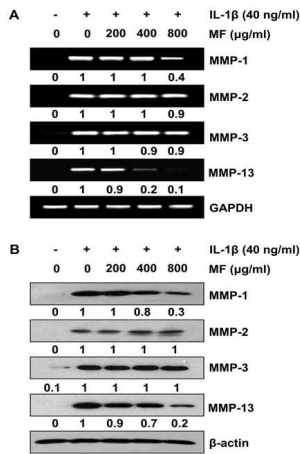 A
- + + + + IL-1β (40 ng/ml)
0 0 200 400 800 MF (μg/ml)
MMP-1
0 1 1 1 0.4
MMP-2
0 1 1 1 0.9
MMP-3
0 1 1 0.9 0.9
MMP-13
0 1 0.9 0.2 0.1
GAPDH
B
- + + + + IL-1β (40 ng/ml)
0 0 200 400 800 MF (μg/ml)
MMP-1
0 1 1 0.8 0.3
MMP-2
0 1 1 1 1
MMP-3
0.1 1 1 1 1
MMP-13
0 1 0.9 0.7 0.2
β-actin